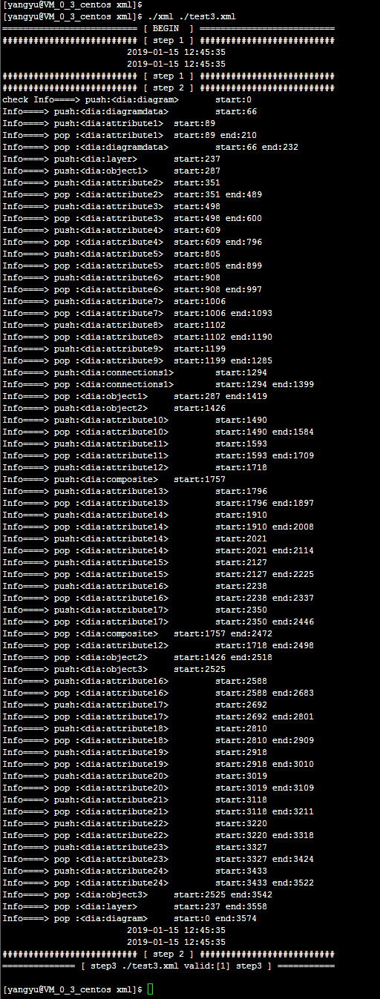 [yangyu@VM_0_3_centos xml]$
[yangyu@VM_0_3_centos xml]$ ./xml ./test3.xml
========================== [ BEGIN  ] ==========================
########################## [ step 1 ] ##########################
2019-01-15 12:45:35
2019-01-15 12:45:35
########################## [ step 1 ] ##########################
########################## [ step 2 ] ##########################
check Info====> push:<dia:diagram> start:0
Info====> push:<dia:diagramdata> start:66
Info====> push:<dia:attribute1> start:89
Info====> pop :<dia:attribute1> start:89 end:210
Info====> pop :<dia:diagramdata> start:66 end:232
Info====> push:<dia:layer> start:237
Info====> push:<dia:object1> start:287
Info====> push:<dia:attribute2> start:351
Info====> pop :<dia:attribute2> start:351 end:489
Info====> push:<dia:attribute3> start:498
Info====> pop :<dia:attribute3> start:498 end:600
Info====> push:<dia:attribute4> start:609
Info====> pop :<dia:attribute4> start:609 end:796
Info====> push:<dia:attribute5> start:805
Info====> pop :<dia:attribute5> start:805 end:899
Info====> push:<dia:attribute6> start:908
Info====> pop :<dia:attribute6> start:908 end:997
Info====> push:<dia:attribute7> start:1006
Info====> pop :<dia:attribute7> start:1006 end:1093
Info====> push:<dia:attribute8> start:1102
Info====> pop :<dia:attribute8> start:1102 end:1190
Info====> push:<dia:attribute9> start:1199
Info====> pop :<dia:attribute9> start:1199 end:1285
Info====> push:<dia:connections1> start:1294
Info====> pop :<dia:connections1> start:1294 end:1399
Info====> pop :<dia:object1> start:287 end:1419
Info====> push:<dia:object2> start:1426
Info====> push:<dia:attribute10> start:1490
Info====> pop :<dia:attribute10> start:1490 end:1584
Info====> push:<dia:attribute11> start:1593
Info====> pop :<dia:attribute11> start:1593 end:1709
Info====> push:<dia:attribute12> start:1718
Info====> push:<dia:composite> start:1757
Info====> push:<dia:attribute13> start:1796
Info====> pop :<dia:attribute13> start:1796 end:1897
Info====> push:<dia:attribute14> start:1910
Info====> pop :<dia:attribute14> start:1910 end:2008
Info====> push:<dia:attribute14> start:2021
Info====> pop :<dia:attribute14> start:2021 end:2114
Info====> push:<dia:attribute15> start:2127
Info====> pop :<dia:attribute15> start:2127 end:2225
Info====> push:<dia:attribute16> start:2238
Info====> pop :<dia:attribute16> start:2238 end:2337
Info====> push:<dia:attribute17> start:2350
Info====> pop :<dia:attribute17> start:2350 end:2446
Info====> pop :<dia:composite> start:1757 end:2472
Info====> pop :<dia:attribute12> start:1718 end:2498
Info====> pop :<dia:object2> start:1426 end:2518
Info====> push:<dia:object3> start:2525
Info====> push:<dia:attribute16> start:2588
Info====> pop :<dia:attribute16> start:2588 end:2683
Info====> push:<dia:attribute17> start:2692
Info====> pop :<dia:attribute17> start:2692 end:2801
Info====> push:<dia:attribute18> start:2810
Info====> pop :<dia:attribute18> start:2810 end:2909
Info====> push:<dia:attribute19> start:2918
Info====> pop :<dia:attribute19> start:2918 end:3010
Info====> push:<dia:attribute20> start:3019
Info====> pop :<dia:attribute20> start:3019 end:3109
Info====> push:<dia:attribute21> start:3118
Info====> pop :<dia:attribute21> start:3118 end:3211
Info====> push:<dia:attribute22> start:3220
Info====> pop :<dia:attribute22> start:3220 end:3318
Info====> push:<dia:attribute23> start:3327
Info====> pop :<dia:attribute23> start:3327 end:3424
Info====> push:<dia:attribute24> start:3433
Info====> pop :<dia:attribute24> start:3433 end:3522
Info====> pop :<dia:object3> start:2525 end:3542
Info====> pop :<dia:layer> start:237 end:3558
Info====> pop :<dia:diagram> start:0 end:3574
2019-01-15 12:45:35
2019-01-15 12:45:35
########################## [ step 2 ] ##########################
============== [ step3 ./test3.xml valid:[1] step3 ] ===========
[yangyu@VM_0_3_centos xml]$